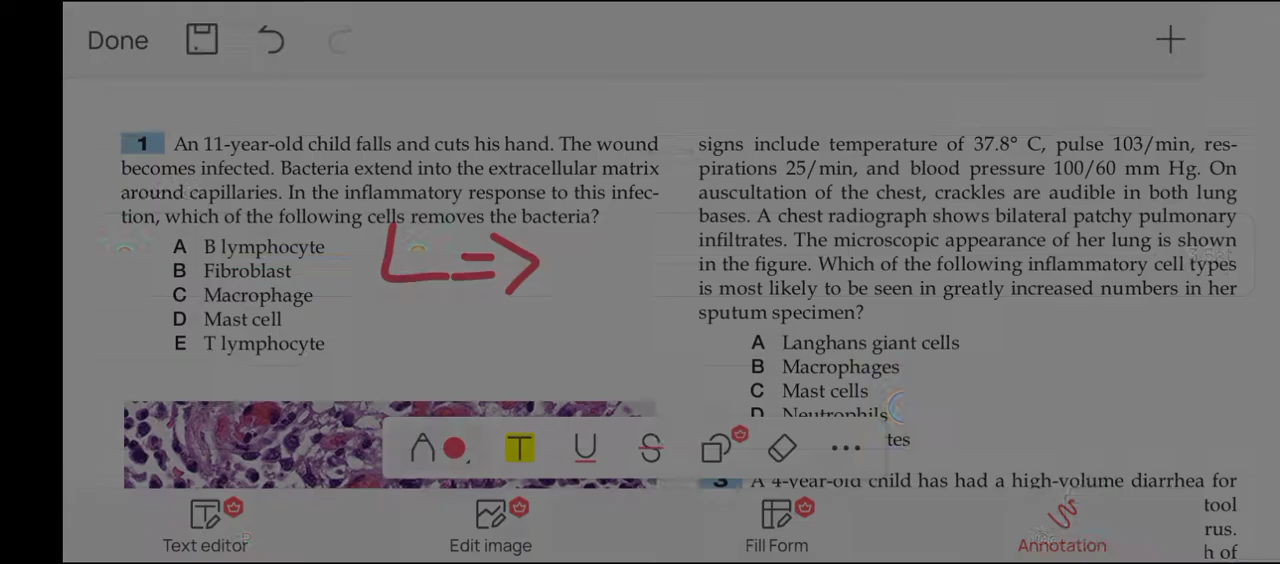 Done
1 An 11-year-old child falls and cuts his hand. The wound
becomes infected. Bacteria extend into the extracellular matrix
around capillaries. In the inflammatory response to this infec-
tion, which of the following cells removes the bacteria?
A B lymphocyte
B Fibroblast
C Macrophage
D Mast cell
E T lymphocyte
signs include temperature of 37.8° C, pulse 103/min, res-
pirations 25/min, and blood pressure 100/60 mm Hg. On
auscultation of the chest, crackles are audible in both lung
bases. A chest radiograph shows bilateral patchy pulmonary
infiltrates. The microscopic appearance of her lung is shown
in the figure. Which of the following inflammatory cell types
is most likely to be seen in greatly increased numbers in her
sputum specimen?
A Langhans giant cells
B Macrophages
C Mast cells
D Neutrophils
tes
3 A 4-year-old child has had a high-volume diarrhea for
tool
rus.
h of
T U S
Text editor
Edit image
Fill Form
Annotation